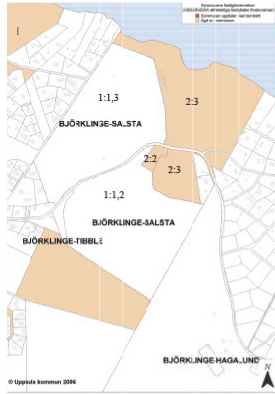 1:1,3
2:3
BJÖRKLINGE-SALSTA
2:2
2:3
1:1,2
BJÖRKLINGE-SALSTA
BJÖRKLINGE-TIBBLE
BJÖRKLINGE-HAGALUND
N
© Uppsala kommun 2006